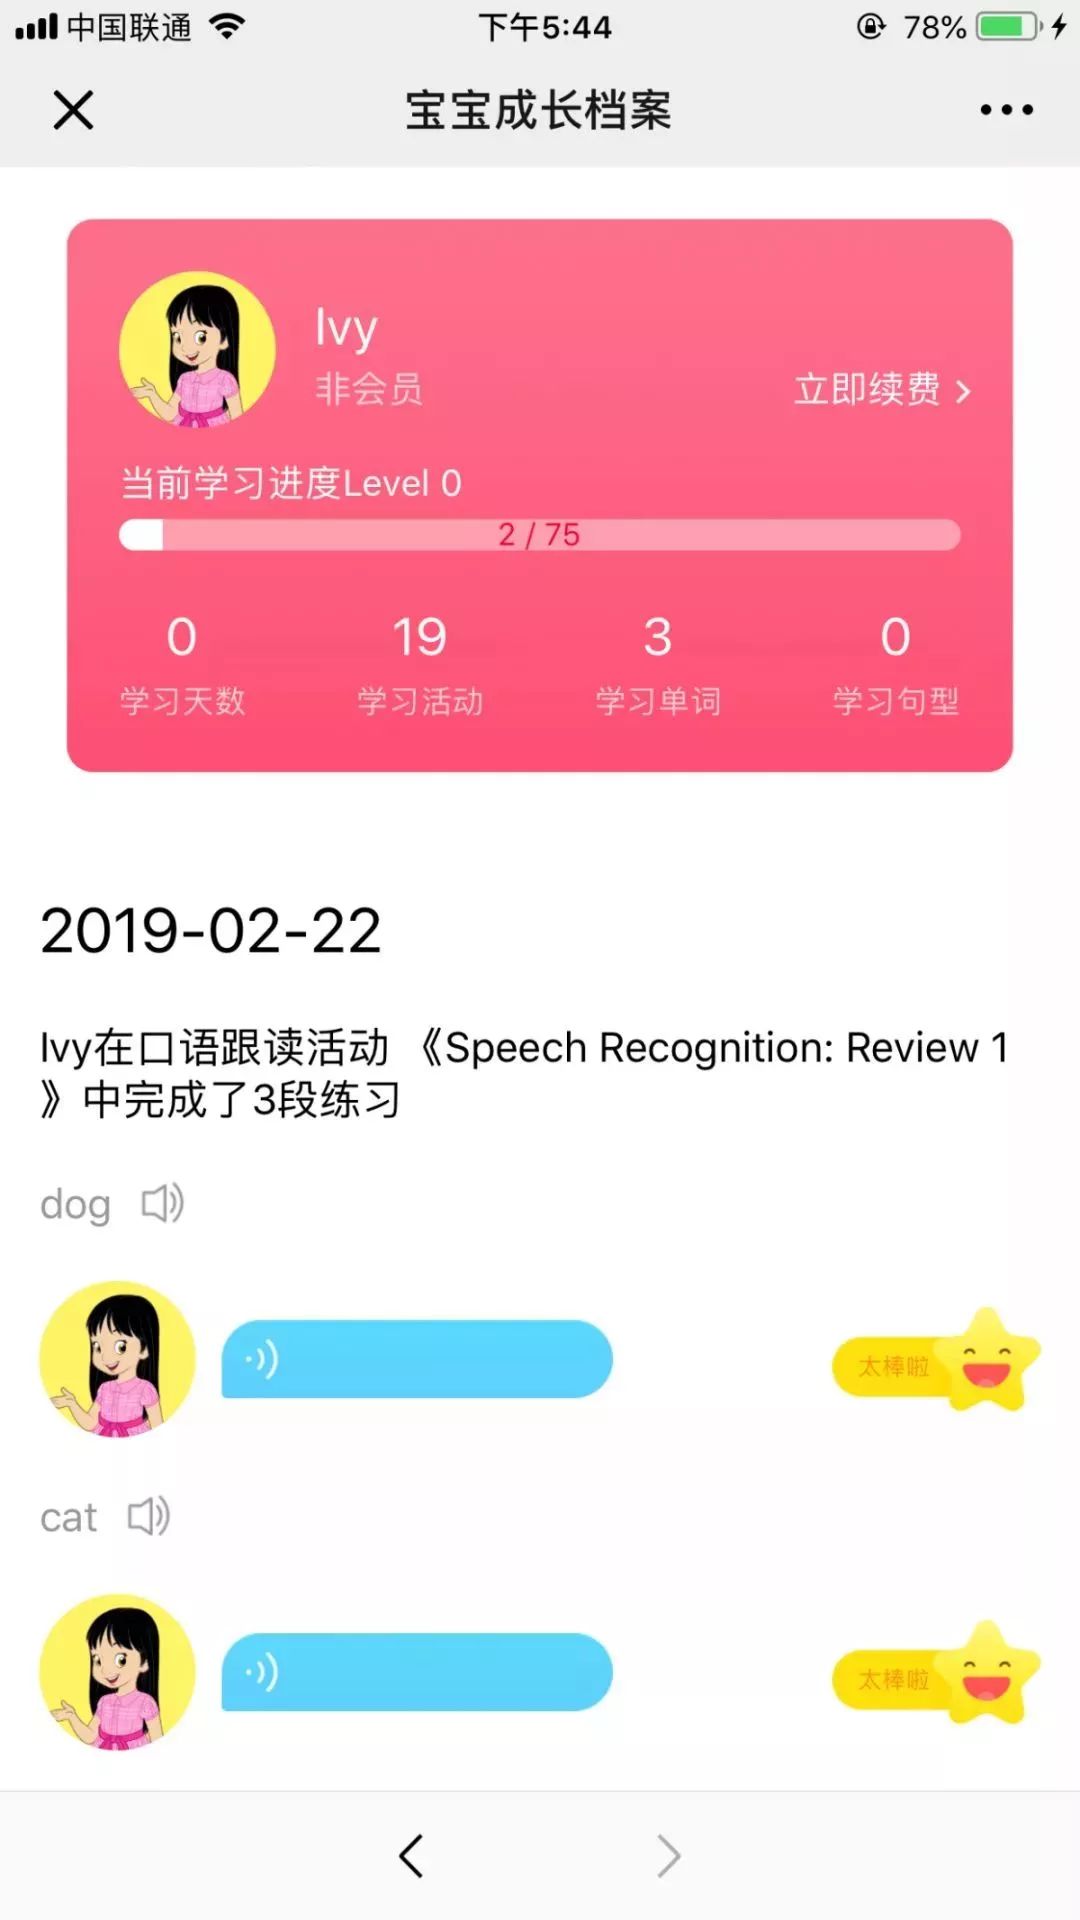 中国联通 下午5:44 78%
宝宝成长档案
Ivy
非会员 立即续费
当前学习进度Level 0
2 / 75
0 19 3 0
学习天数 学习活动 学习单词 学习句型
2019-02-22
Ivy在口语跟读活动 《Speech Recognition: Review 1
》中完成了3段练习
dog
太棒啦
cat
太棒啦